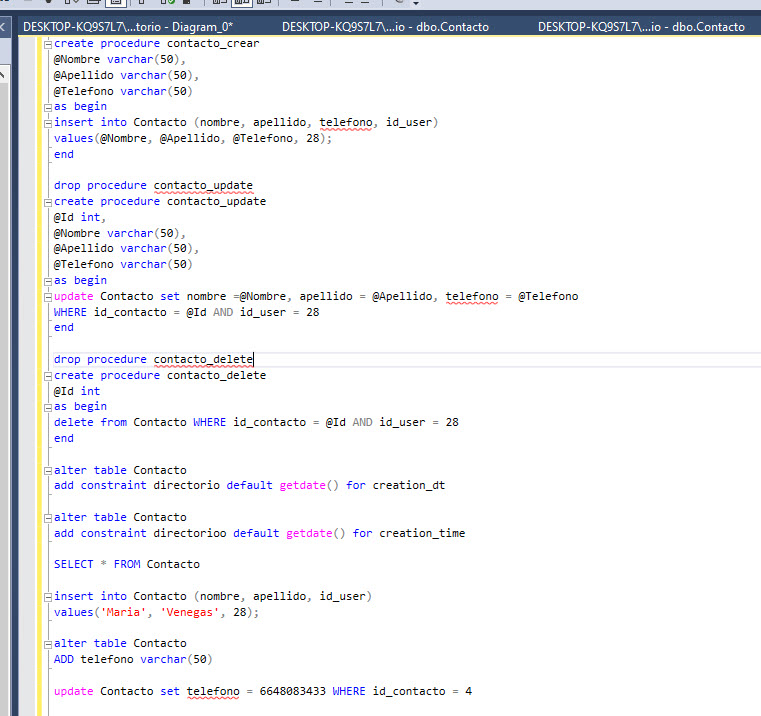 DESKTOP-KQ9S7L7\...torio - Diagram_0*
DESKTOP-KQ9S7L7\...io - dbo.Contacto
DESKTOP-KQ9S7L7\...io - dbo.Contacto
create procedure contacto_crear
@Nombre varchar(50),
@Apellido varchar(50),
@Telefono varchar(50)
as begin
insert into Contacto (nombre, apellido, telefono, id_user)
values(@Nombre, @Apellido, @Telefono, 28);
end
drop procedure contacto_update
create procedure contacto_update
@Id int,
@Nombre varchar(50),
@Apellido varchar(50),
@Telefono varchar(50)
as begin
update Contacto set nombre =@Nombre, apellido = @Apellido, telefono = @Telefono
WHERE id_contacto = @Id AND id_user = 28
end
drop procedure contacto_delete
create procedure contacto_delete
@Id int
as begin
delete from Contacto WHERE id_contacto = @Id AND id_user = 28
end
alter table Contacto
add constraint directorio default getdate() for creation_dt
alter table Contacto
add constraint directorioo default getdate() for creation_time
SELECT * FROM Contacto
insert into Contacto (nombre, apellido, id_user)
values('Maria', 'Venegas', 28);
alter table Contacto
ADD telefono varchar(50)
update Contacto set telefono = 6648083433 WHERE id_contacto = 4